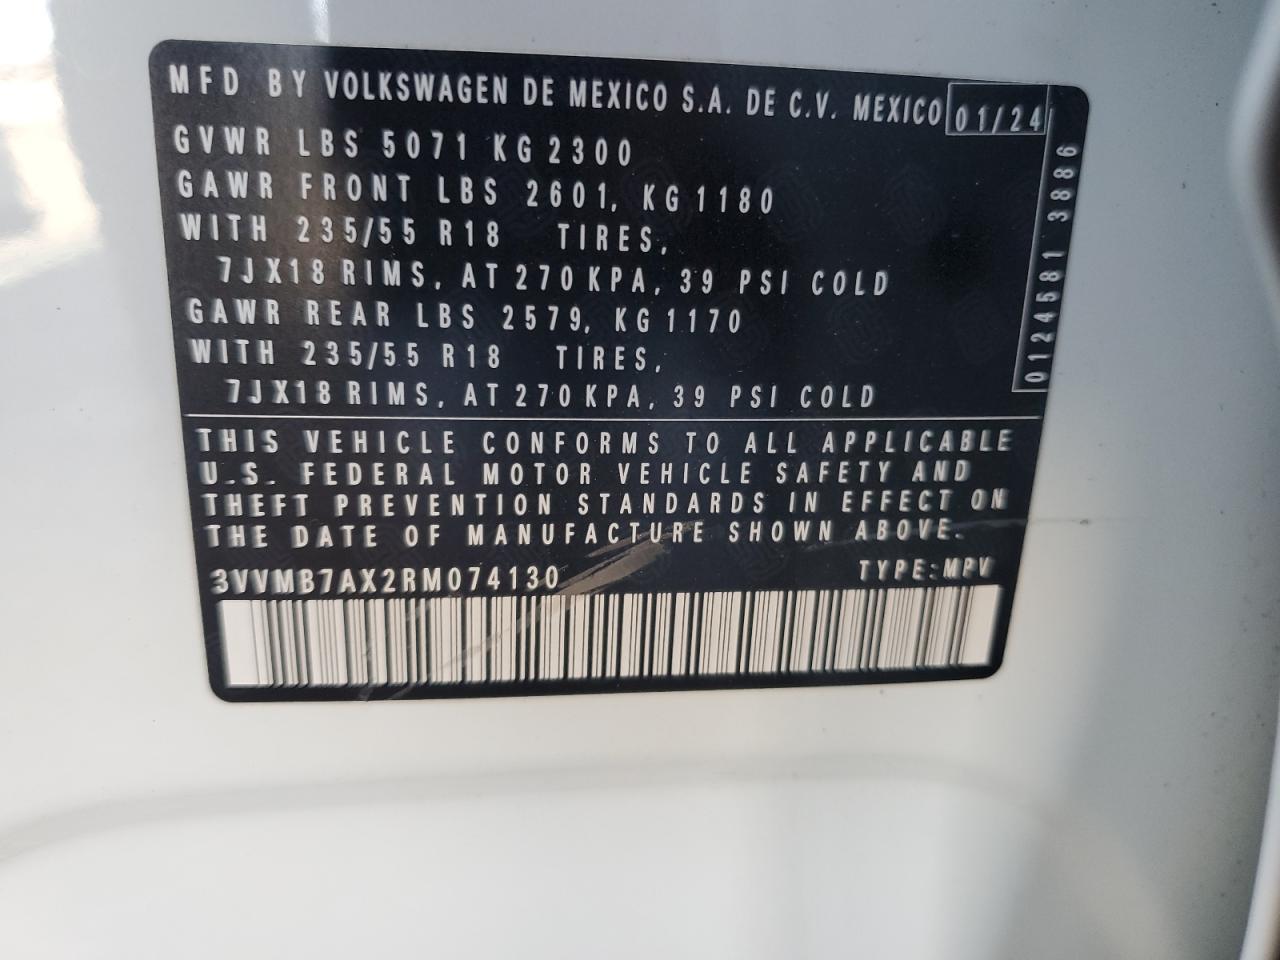 MFD BY VOLKSWAGEN DE MEXICO S.A. DE C.V. MEXICO 01/24
GVWR LBS 5071 KG 2300
GAWR FRONT LBS 2601, KG 1180
WITH 235/55 R18 TIRES,
7JX18 RIMS, AT 270 KPA, 39 PSI COLD
GAWR REAR LBS 2579, KG 1170
WITH 235/55 R18 TIRES,
7JX18 RIMS, AT 270 KPA, 39 PSI COLD
THIS VEHICLE CONFORMS TO ALL APPLICABLE
U.S. FEDERAL MOTOR VEHICLE SAFETY AND
THEFT PREVENTION STANDARDS IN EFFECT ON
THE DATE OF MANUFACTURE SHOWN ABOVE.
3VVMB7AX2RM074130 TYPE: MPV
0124581 3886